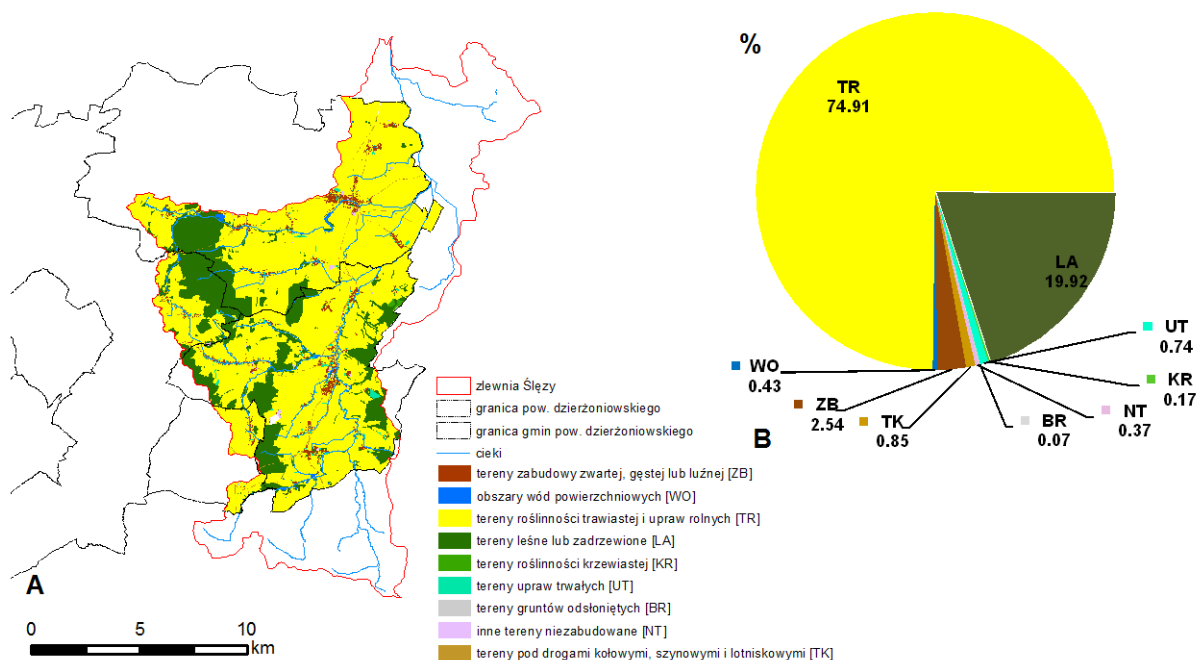 %
TR
74.91
LA
19.92
UT
0.74
KR
0.17
NT
0.37
BR
0.07
TK
0.85
ZB
2.54
WO
0.43
B
zlewnia Ślęzy
granica pow. dzierżoniowskiego
granica gmin pow. dzierżoniowskiego
cieki
tereny zabudowy zwartej, gęstej lub luźnej [ZB]
obszary wód powierzchniowych [WO]
tereny roślinności trawiastej i upraw rolnych [TR]
tereny leśne lub zadrzewione [LA]
tereny roślinności krzewiastej [KR]
tereny upraw trwałych [UT]
tereny gruntów odsłoniętych [BR]
inne tereny niezabudowane [NT]
tereny pod drogami kołowymi, szynowymi i lotniskowymi [TK]
A
0 5 10
km